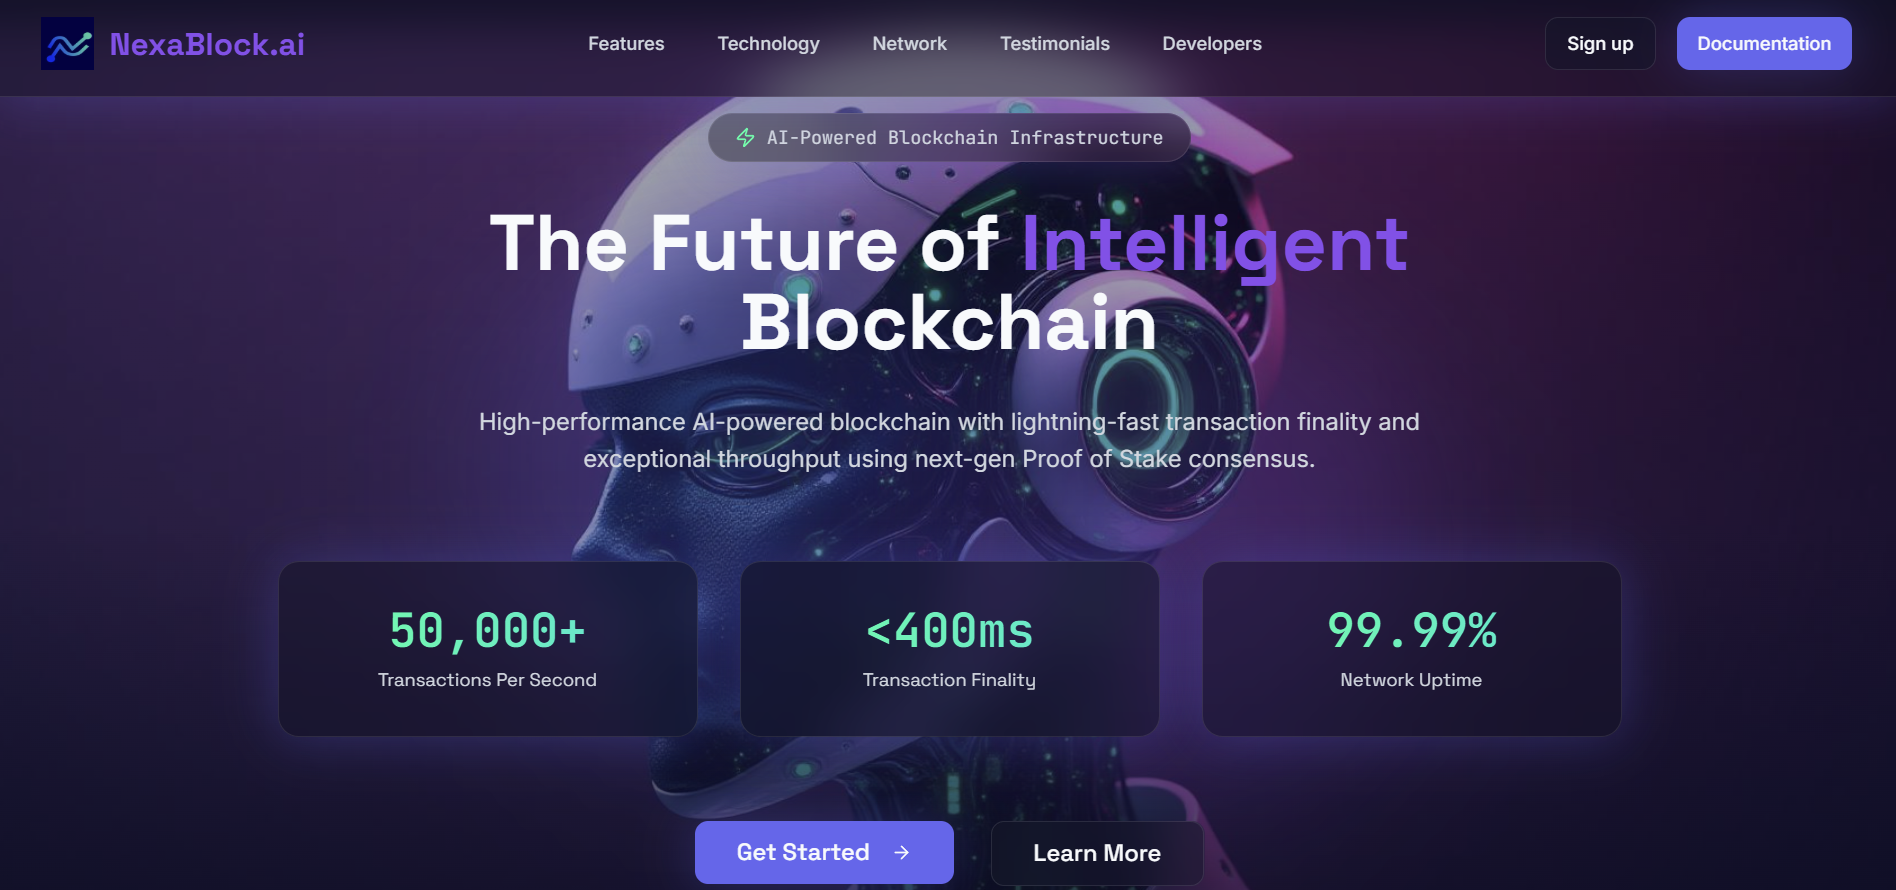 NexaBlock.ai
Features
Technology
Network
Testimonials
Developers
Sign up
Documentation
AI-Powered Blockchain Infrastructure
The Future of Intelligent
Blockchain
High-performance AI-powered blockchain with lightning-fast transaction finality and
exceptional throughput using next-gen Proof of Stake consensus.
50,000+
Transactions Per Second
<400ms
Transaction Finality
99.99%
Network Uptime
Get Started →
Learn More